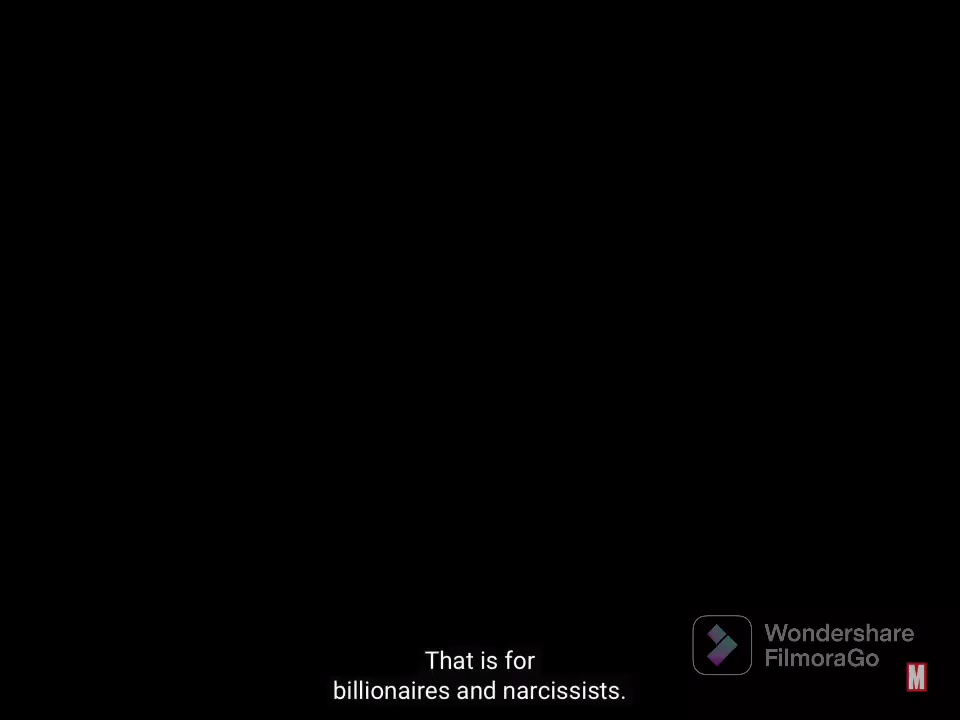 Wondershare
FilmoraGo
M
That is for
billionaires and narcissists.